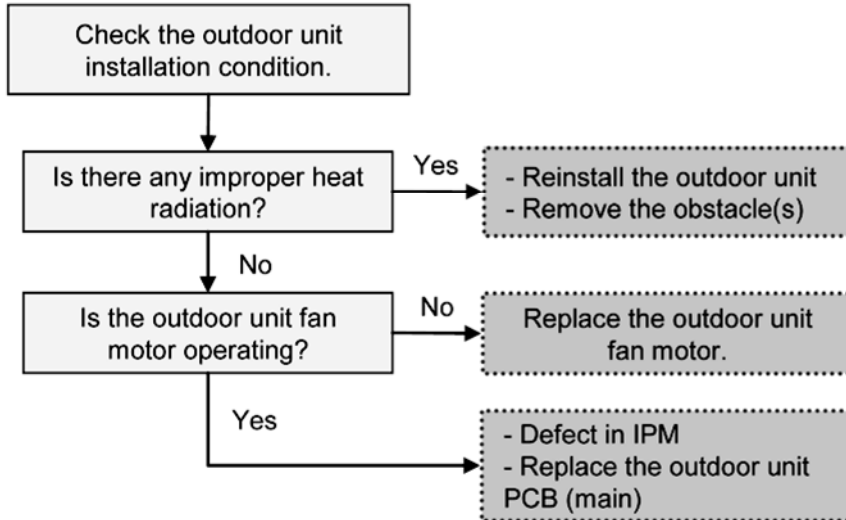 Check the outdoor unit
installation condition.
Is there any improper heat
radiation?
Yes
- Reinstall the outdoor unit
- Remove the obstacle(s)
No
Is the outdoor unit fan
motor operating?
No
Replace the outdoor unit
fan motor.
Yes
- Defect in IPM
- Replace the outdoor unit
PCB (main)